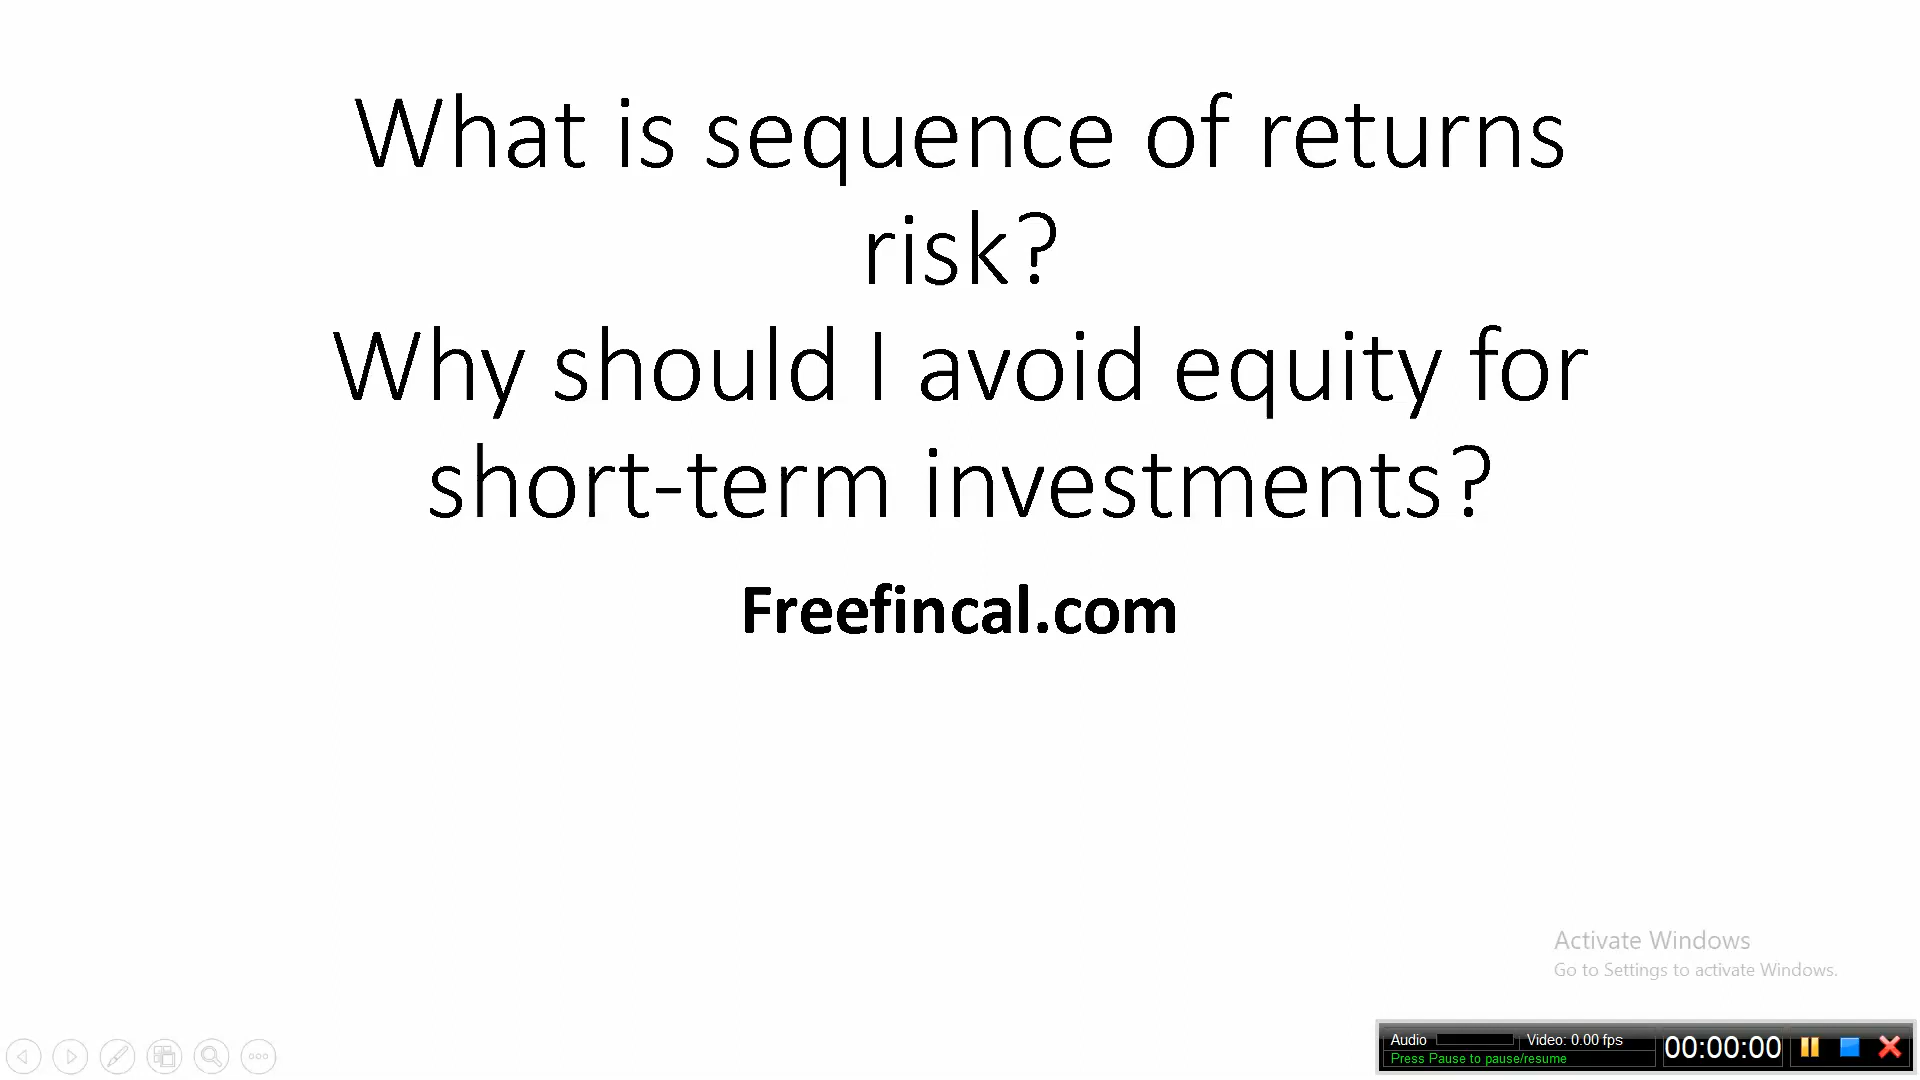 What is sequence of returns
risk?
Why should I avoid equity for
short-term investments?
Freefincal.com
Activate Windows
Go to Settings to activate Windows.
Audio Video: 0.00 fps
Press Pause to pause/resume
00:00:00